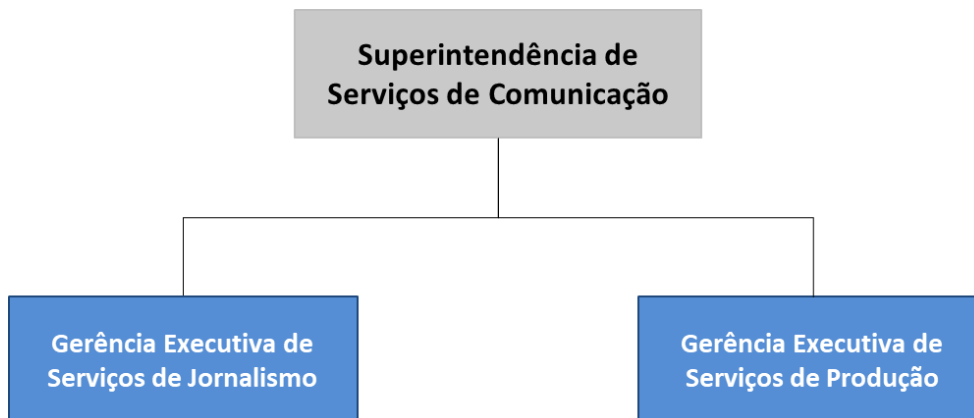 Superintendência de
Serviços de Comunicação
Gerência Executiva de
Serviços de Jornalismo
Gerência Executiva de
Serviços de Produção